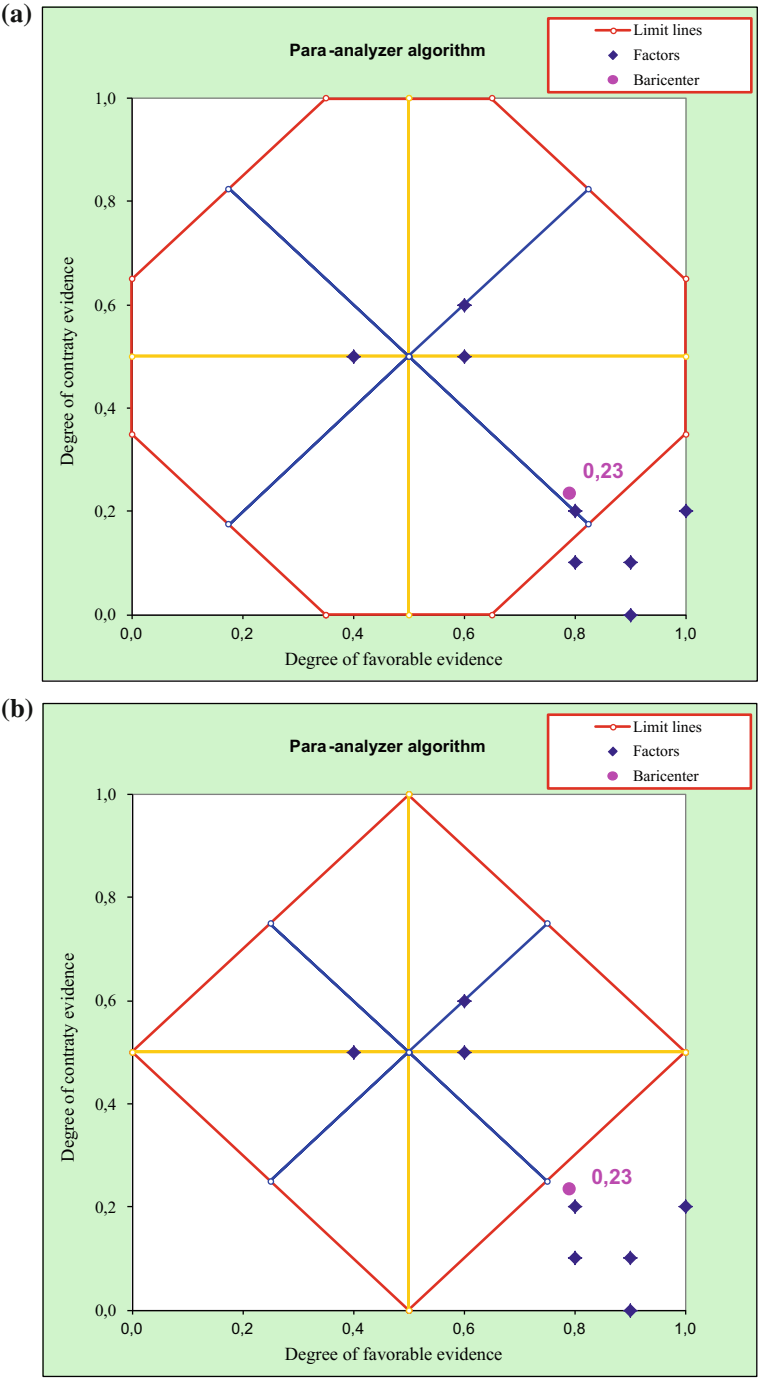 (a)
Para-analyzer algorithm
Limit lines
Factors
Baricenter
Degree of contraty evidence
1,0
0,8
0,6
0,4
0,2
0,0
0,23
0,0 0,2 0,4 0,6 0,8 1,0
Degree of favorable evidence
(b)
Para-analyzer algorithm
Limit lines
Factors
Baricenter
Degree of contraty evidence
1,0
0,8
0,6
0,4
0,2
0,0
0,23
0,0 0,2 0,4 0,6 0,8 1,0
Degree of favorable evidence